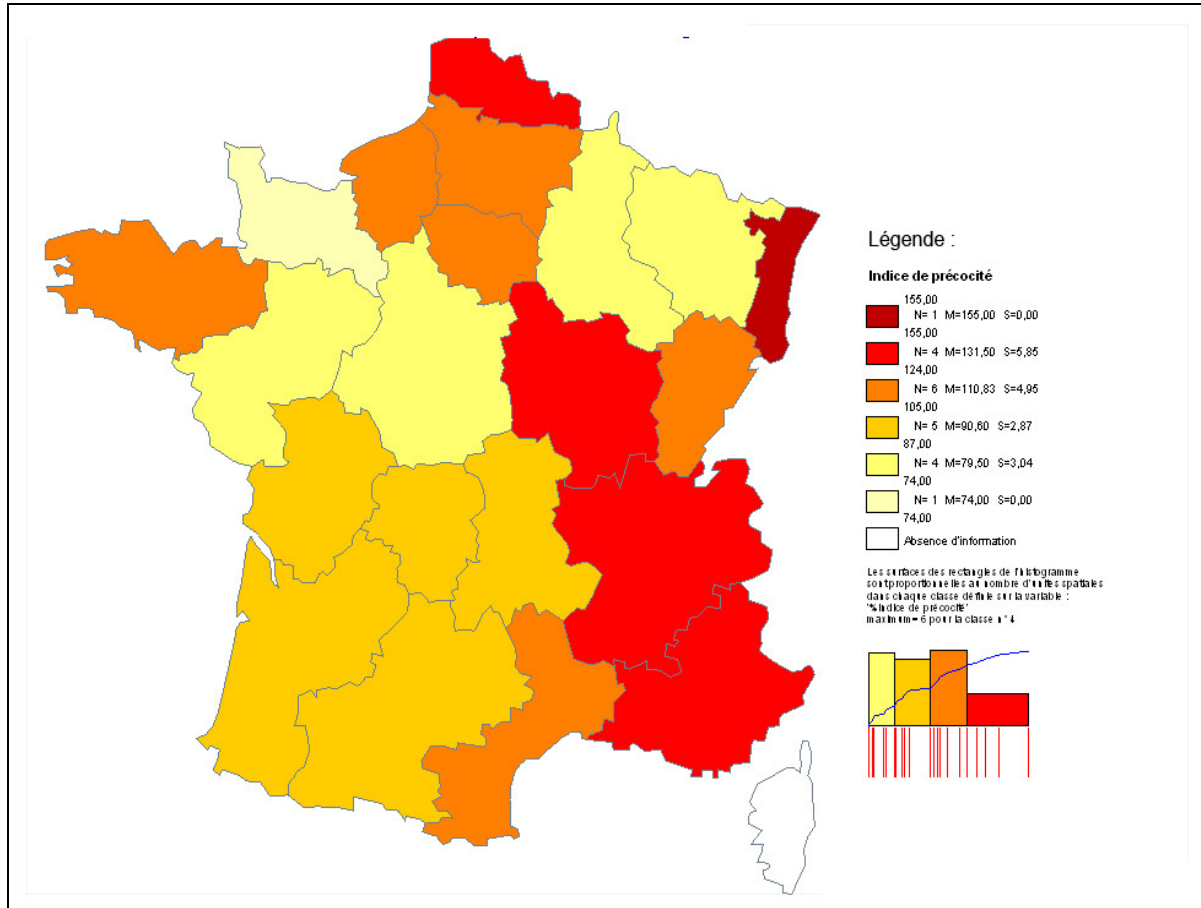 Légende :
Indice de précocité
155,00
N= 1 M=155,00 S=0,00
155,00
N= 4 M=131,50 S=5,85
124,00
N= 6 M=110,83 S=4,95
105,00
N= 5 M=90,60 S=2,87
87,00
N= 4 M=79,50 S=3,04
74,00
N= 1 M=74,00 S=0,00
74,00
Absence d'information
Les surfaces des rectangles de l'histogramme
sont proportionnelles au nombre d'unités spatiales
dans chaque classe définie sur la variable :
'%Indice de précocité'
maximum= 6 pour la classe n° 4